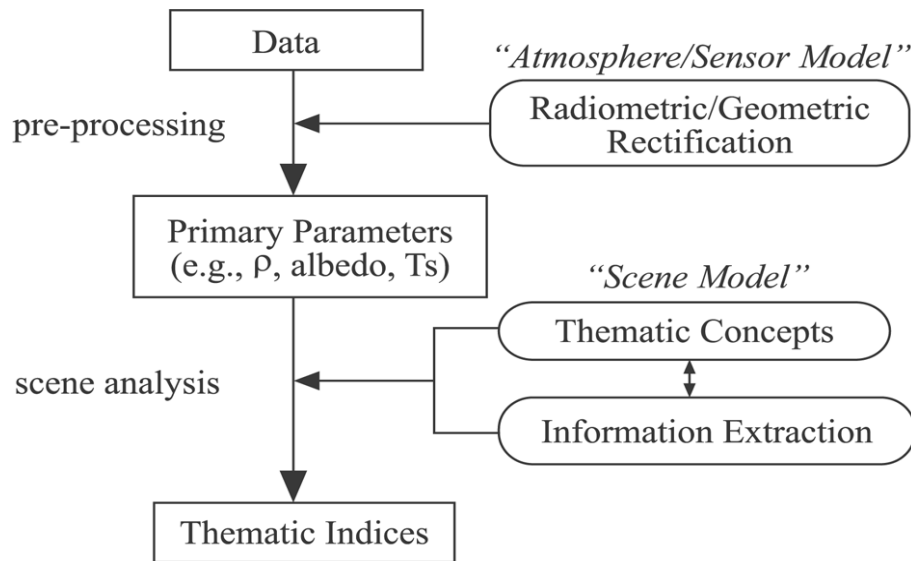 Data
“Atmosphere/Sensor Model”
pre-processing
Radiometric/Geometric
Rectification
Primary Parameters
(e.g., ρ, albedo, Ts)
“Scene Model”
Thematic Concepts
scene analysis
Information Extraction
Thematic Indices